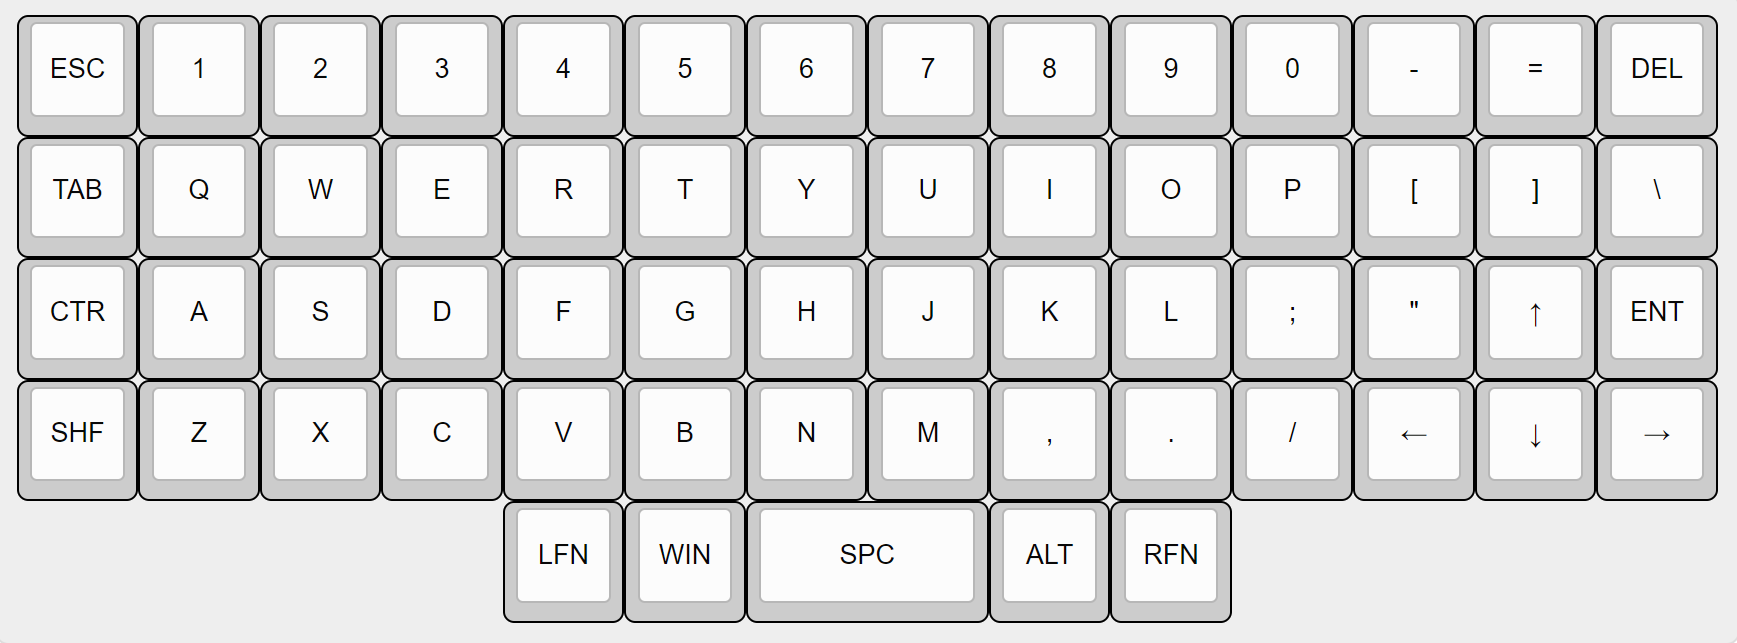 ESC 1 2 3 4 5 6 7 8 9 0 - = DEL
TAB Q W E R T Y U I O P [ ] \
CTR A S D F G H J K L ; " ↑ ENT
SHF Z X C V B N M , . / ← ↓ →
LFN WIN SPC ALT RFN